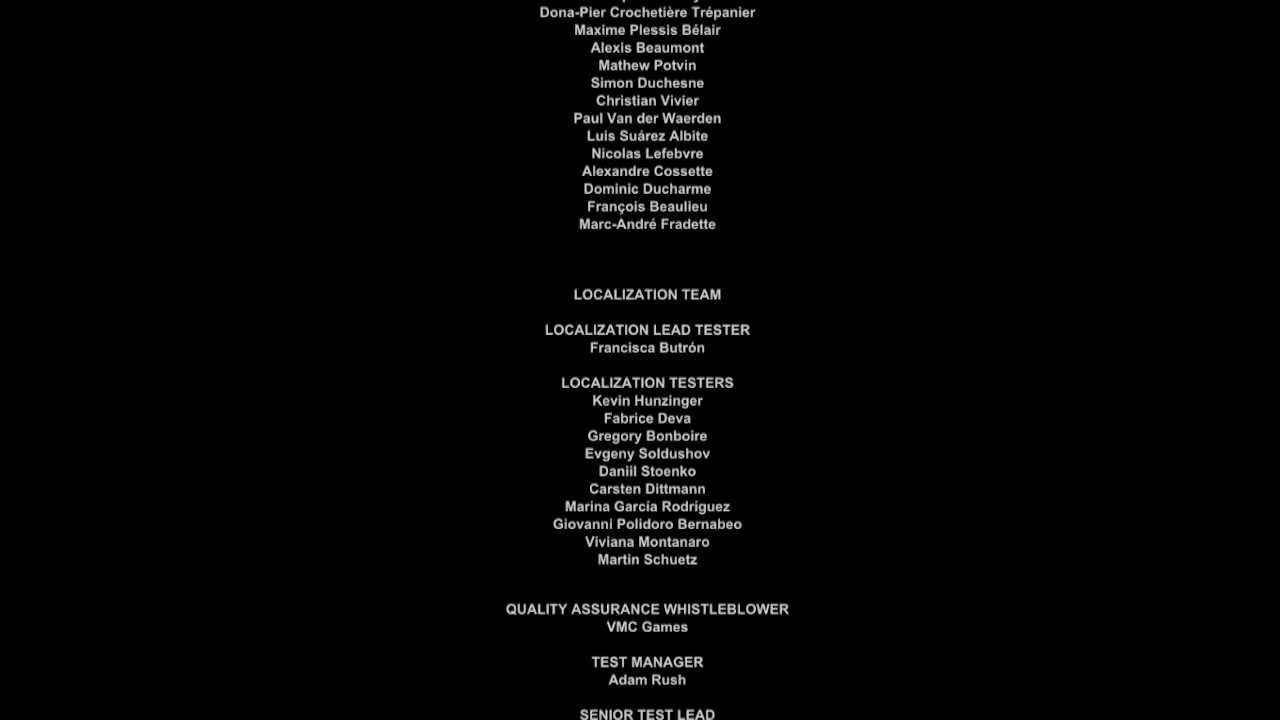 Dona-Pier Crochetière Trépanier
Maxime Plessis Bélair
Alexis Beaumont
Mathew Potvin
Simon Duchesne
Christian Vivier
Paul Van der Waerden
Luis Suárez Albite
Nicolas Lefebvre
Alexandre Cossette
Dominic Ducharme
François Beaulieu
Marc-André Fradette
LOCALIZATION TEAM
LOCALIZATION LEAD TESTER
Francisca Butrón
LOCALIZATION TESTERS
Kevin Hunzinger
Fabrice Deva
Gregory Bonboire
Evgeny Soldushov
Daniil Stoenko
Carsten Dittmann
Marina García Rodríguez
Giovanni Polidoro Bernabeo
Viviana Montanaro
Martin Schuetz
QUALITY ASSURANCE WHISTLEBLOWER
VMC Games
TEST MANAGER
Adam Rush
SENIOR TEST LEAD